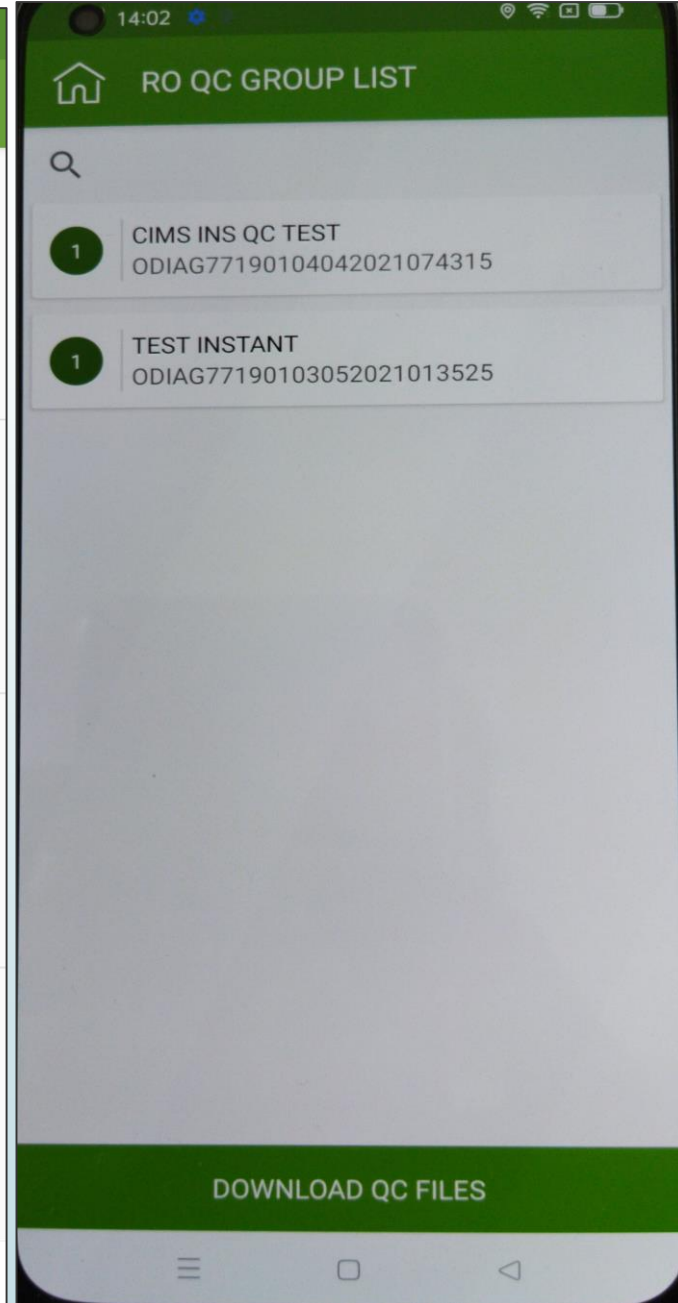 14:02
RO QC GROUP LIST
1
CIMS INS QC TEST
ODIAG77190104042021074315
1
TEST INSTANT
ODIAG77190103052021013525
DOWNLOAD QC FILES